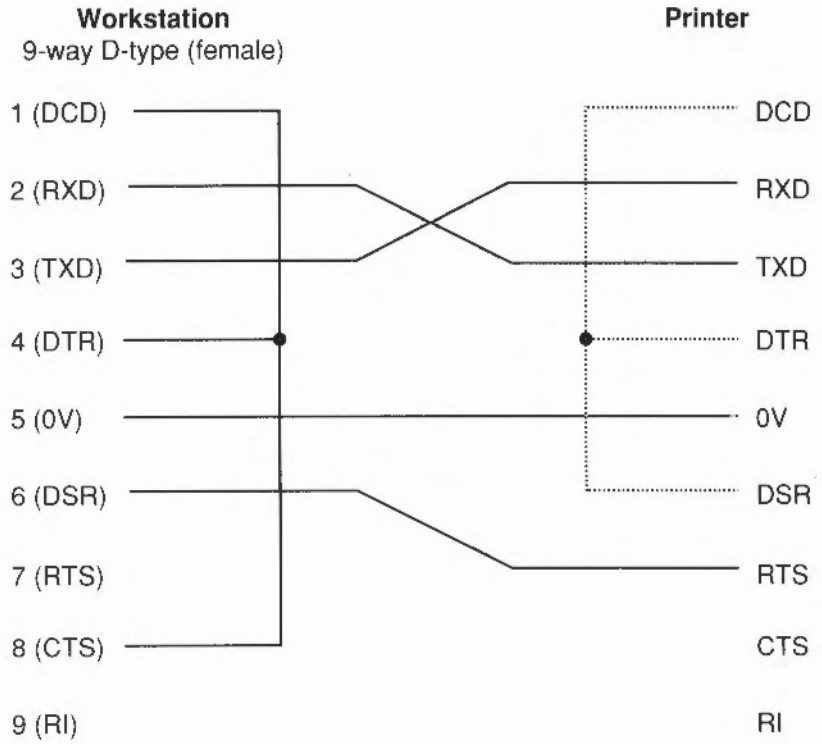 Workstation Printer
9-way D-type (female)
1 (DCD) DCD
2 (RXD) RXD
3 (TXD) TXD
4 (DTR) DTR
5 (0V) 0V
6 (DSR) DSR
7 (RTS) RTS
8 (CTS) CTS
9 (RI) RI